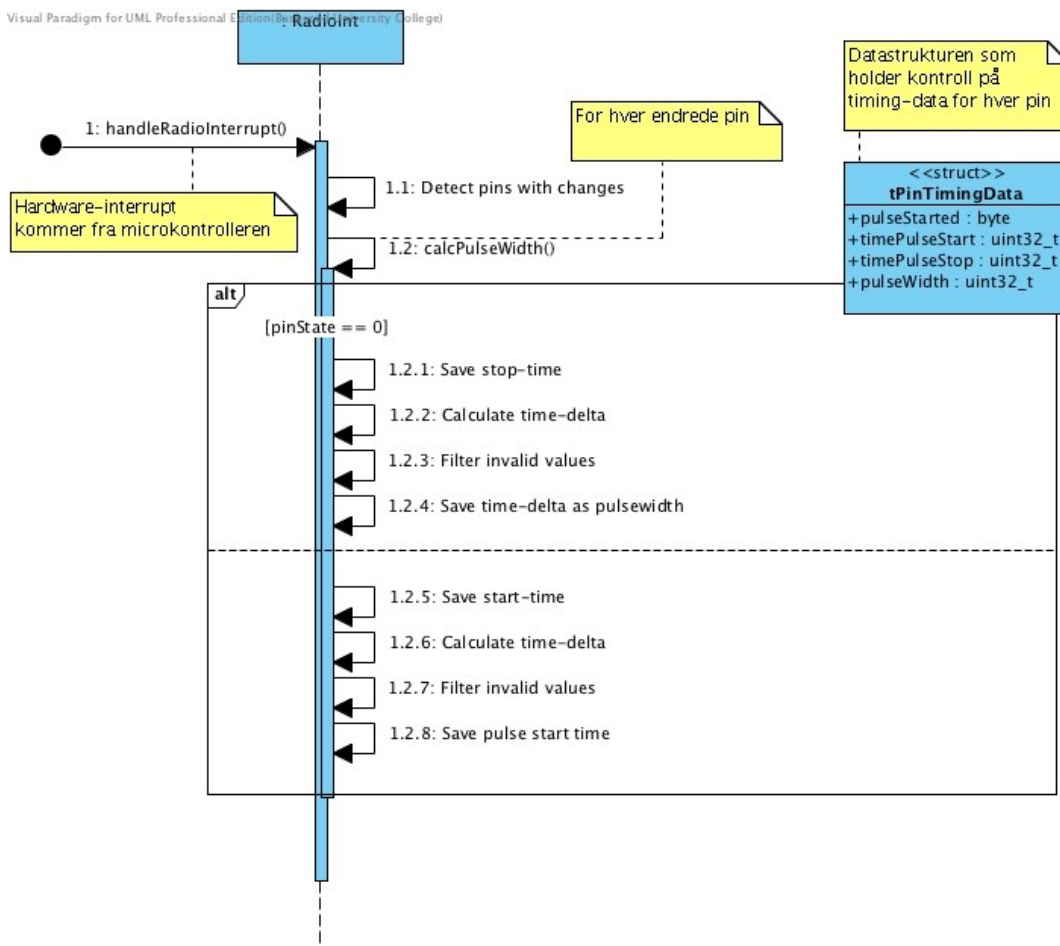 Visual Paradigm for UML Professional Edition( University College)
: RadioInt
Datastrukturen som
holder kontroll på
timing-data for hver pin
For hver endrede pin
1: handleRadioInterrupt()
<<struct>>
tPinTimingData
+pulseStarted : byte
+timePulseStart : uint32_t
+timePulseStop : uint32_t
+pulseWidth : uint32_t
1.1: Detect pins with changes
Hardware-interrupt
kommer fra microkontrolleren
1.2: calcPulseWidth()
alt
[pinState == 0]
1.2.1: Save stop-time
1.2.2: Calculate time-delta
1.2.3: Filter invalid values
1.2.4: Save time-delta as pulsewidth
1.2.5: Save start-time
1.2.6: Calculate time-delta
1.2.7: Filter invalid values
1.2.8: Save pulse start time